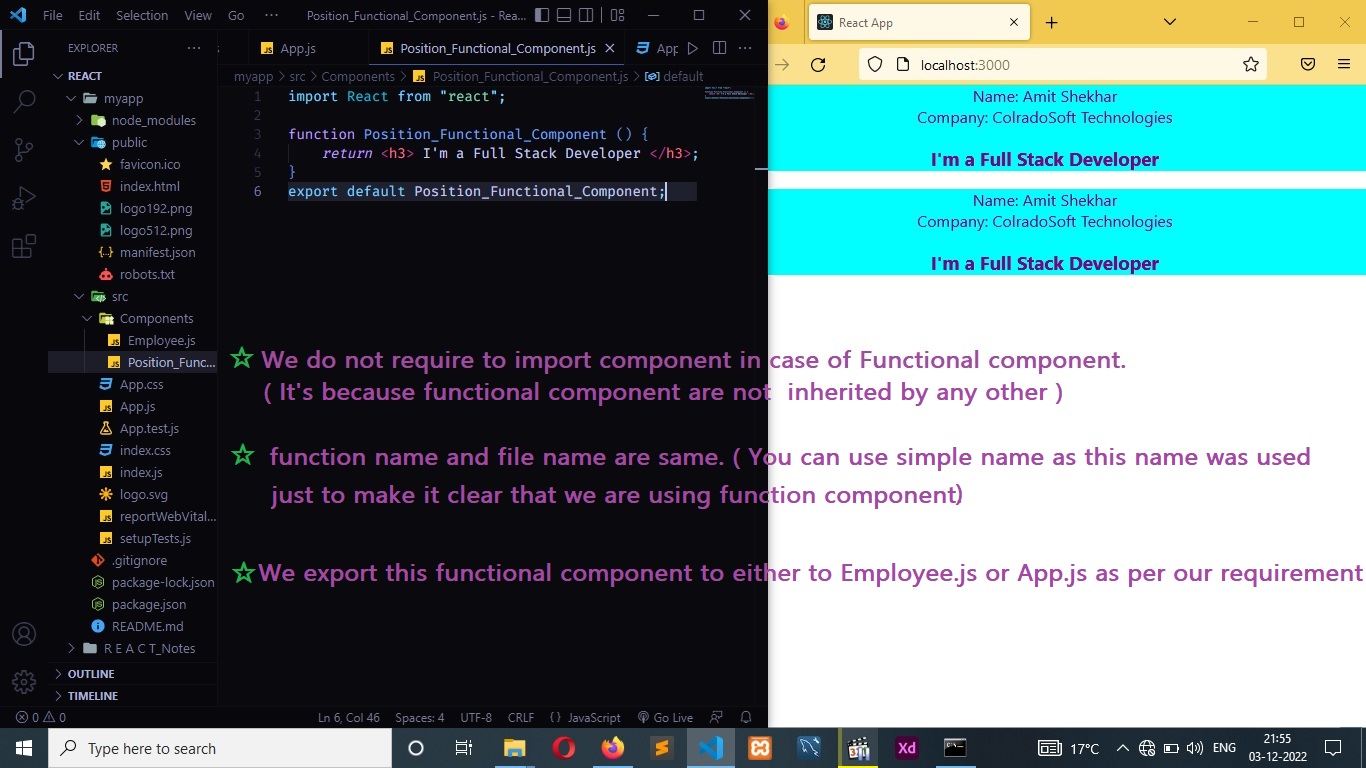 File Edit Selection View Go ··· Position_Functional_Component.js - Rea...
EXPLORER ···
REACT
myapp
node_modules
public
favicon.ico
index.html
logo192.png
logo512.png
manifest.json
robots.txt
src
Components
Employee.js
Position_Func...
App.css
App.js
App.test.js
index.css
index.js
logo.svg
reportWebVital...
setupTests.js
.gitignore
package-lock.json
package.json
README.md
R E A C T_Notes
OUTLINE
TIMELINE
App.js Position_Functional_Component.js App
myapp > src > Components > Position_Functional_Component.js > default
1 import React from "react";
2
3 function Position_Functional_Component () {
4 return <h3> I'm a Full Stack Developer </h3>;
5 }
6 export default Position_Functional_Component;
React App
localhost:3000
Name: Amit Shekhar
Company: ColradoSoft Technologies
I'm a Full Stack Developer
Name: Amit Shekhar
Company: ColradoSoft Technologies
I'm a Full Stack Developer
We do not require to import component in case of Functional component.
( It's because functional component are not inherited by any other )
function name and file name are same. ( You can use simple name as this name was used
just to make it clear that we are using function component)
We export this functional component to either to Employee.js or App.js as per our requirement
0 0 Ln 6, Col 46 Spaces: 4 UTF-8 CRLF {} JavaScript Go Live
Type here to search
Xd
17°C ENG
21:55
03-12-2022